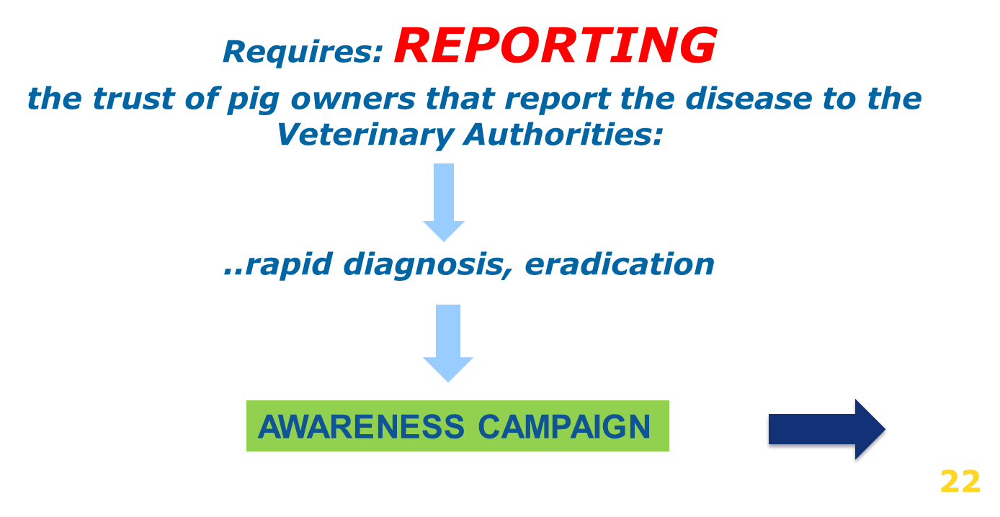 Requires: REPORTING
the trust of pig owners that report the disease to the
Veterinary Authorities:
..rapid diagnosis, eradication
AWARENESS CAMPAIGN
22